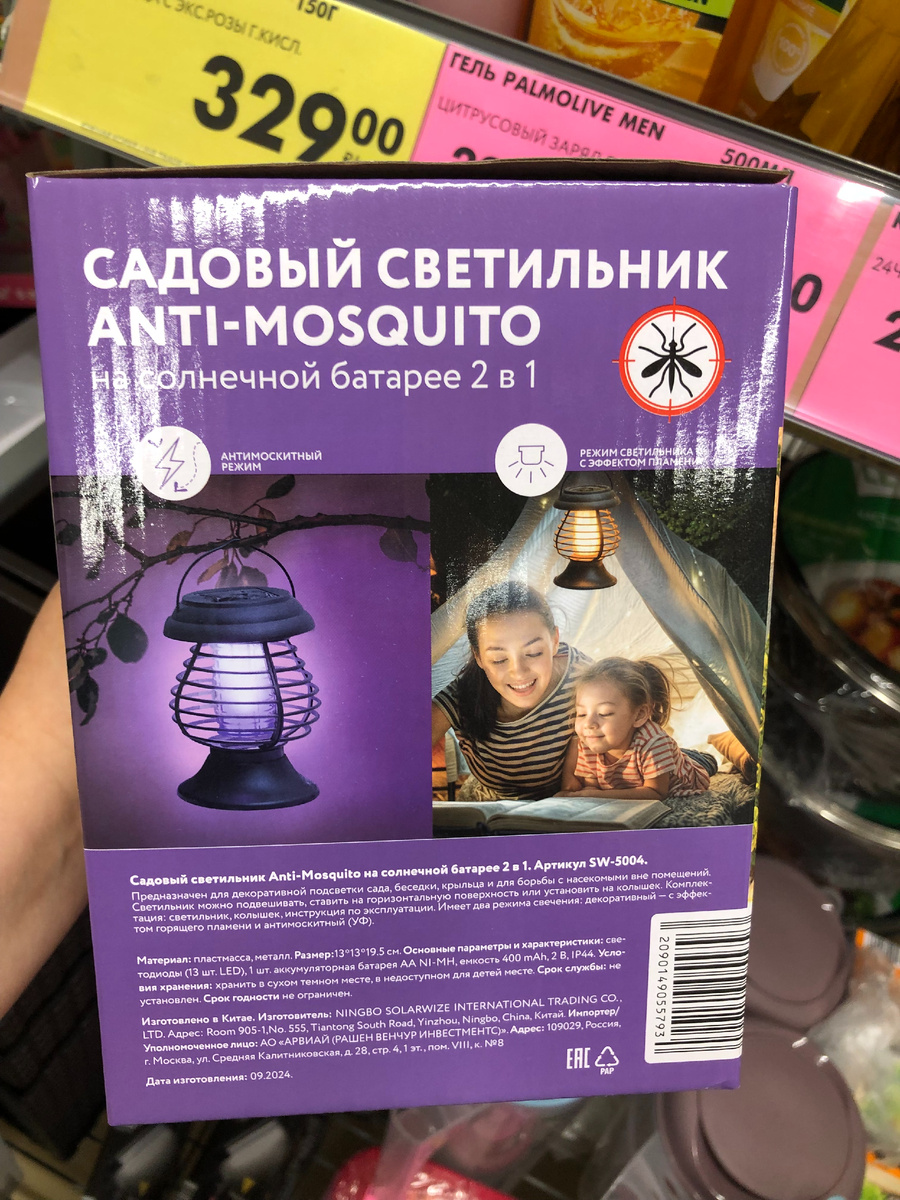 150Г
ЭКС.РОЗЫ Г.КИСЛ.
329 00
ГЕЛЬ PALMOLIVE MEN
ЦИТРУСОВЫЙ ЗАРЯД
САДОВЫЙ СВЕТИЛЬНИК
ANTI-MOSQUITO
на солнечной батарее 2 в 1
АНТИМОСКИТНЫЙ
РЕЖИМ
РЕЖИМ СВЕТИЛЬНИКА
С ЭФФЕКТОМ ПЛАМЕНИ
Садовый светильник Anti-Mosquito на солнечной батарее 2 в 1. Артикул SW-5004.
Предназначен для декоративной подсветки сада, беседки, крыльца и для борьбы с насекомыми вне помещений.
Светильник можно подвешивать, ставить на горизонтальную поверхность или установить на колышек. Комплек-
тация: светильник, колышек, инструкция по эксплуатации. Имеет два режима свечения: декоративный — с эффек-
том горящего пламени и антимоскитный (УФ).
Материал: пластмасса, металл. Размер:13*13*19.5 см. Основные параметры и характеристики: све-
тодиоды (13 шт. LED), 1 шт. аккумуляторная батарея AA NI-MH, емкость 400 mAh, 2 В, IP44. Усло-
вия хранения: хранить в сухом темном месте, в недоступном для детей месте. Срок службы: не
установлен. Срок годности не ограничен.
Изготовлено в Китае. Изготовитель: NINGBO SOLARWIZE INTERNATIONAL TRADING CO.,
LTD. Адрес: Room 905-1, No. 555, Tiantong South Road, Yinzhou, Ningbo, China, Китай. Импортер/
Уполномоченное лицо: АО «АРВИАЙ (РАШЕН ВЕНЧУР ИНВЕСТМЕНТС)». Адрес: 109029, Россия,
г. Москва, ул. Средняя Калитниковская, д. 28, стр. 4, 1 эт., пом. VIII, к. №8
Дата изготовления: 09.2024.
EAC
PAP
2090149055793